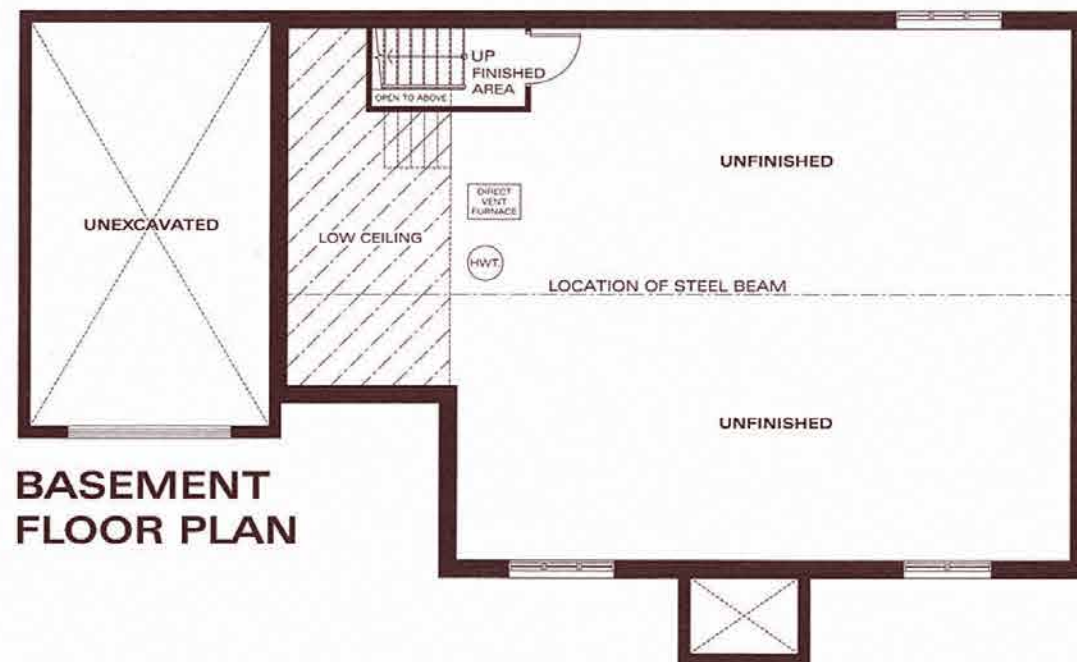 UP
FINISHED
AREA
OPEN TO ABOVE
UNFINISHED
DIRECT
VENT
FURNACE
UNEXCAVATED
LOW CEILING
HWT.
LOCATION OF STEEL BEAM
UNFINISHED
BASEMENT
FLOOR PLAN